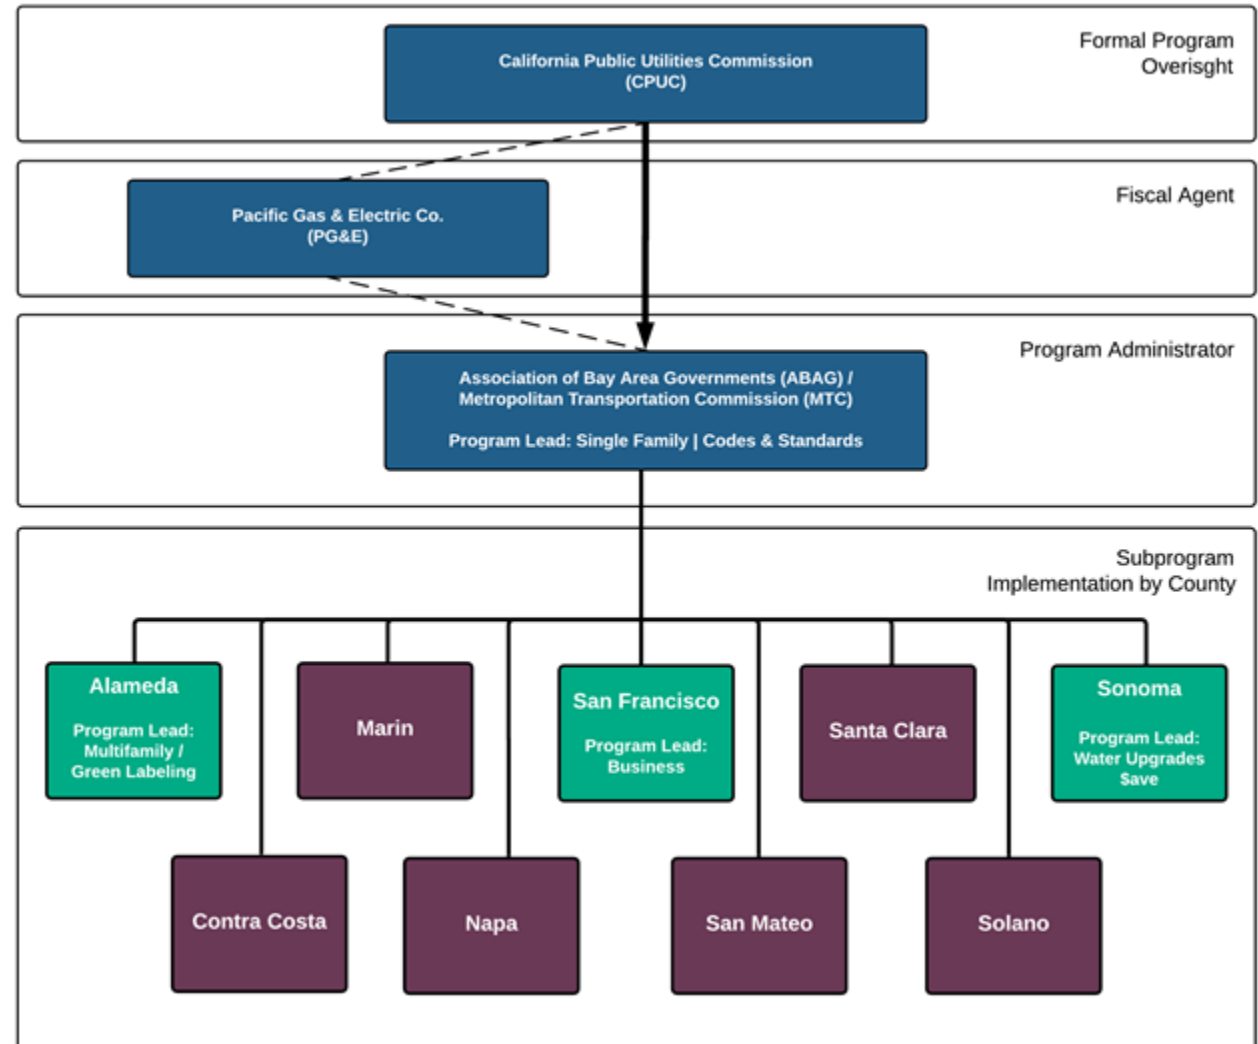 Formal Program
Overisght
California Public Utilities Commission
(CPUC)
Fiscal Agent
Pacific Gas & Electric Co.
(PG&E)
Program Administrator
Association of Bay Area Governments (ABAG) /
Metropolitan Transportation Commission (MTC)
Program Lead: Single Family | Codes & Standards
Subprogram
Implementation by County
Alameda
Program Lead:
Multifamily /
Green Labeling
Marin
San Francisco
Program Lead:
Business
Santa Clara
Sonoma
Program Lead:
Water Upgrades
$ave
Contra Costa
Napa
San Mateo
Solano